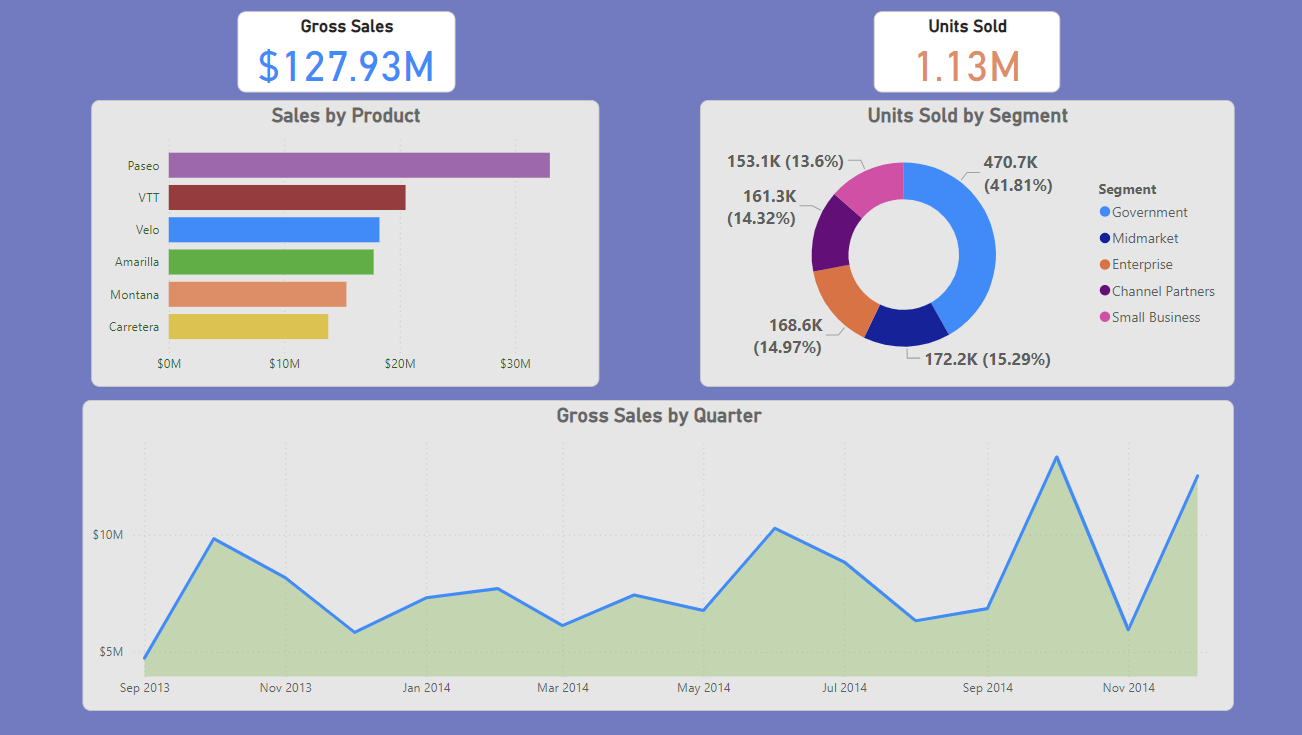 Gross Sales
$127.93M
Units Sold
1.13M
Sales by Product
Paseo
VTT
Velo
Amarilla
Montana
Carretera
$0M
$10M
$20M
$30M
Units Sold by Segment
153.1K (13.6%)
161.3K
(14.32%)
168.6K
(14.97%)
172.2K (15.29%)
470.7K
(41.81%)
Segment
Government
Midmarket
Enterprise
Channel Partners
Small Business
Gross Sales by Quarter
$10M
$5M
Sep 2013
Nov 2013
Jan 2014
Mar 2014
May 2014
Jul 2014
Sep 2014
Nov 2014